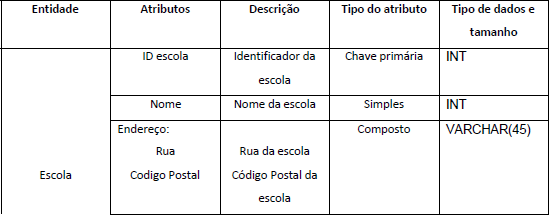 Entidade Atributos Descrição Tipo do atributo Tipo de dados e
tamanho
ID escola Identificador da Chave primária INT
escola
Nome Nome da escola Simples INT
Endereço: Composto VARCHAR(45)
Rua Rua da escola
Escola Codigo Postal Código Postal da
escola